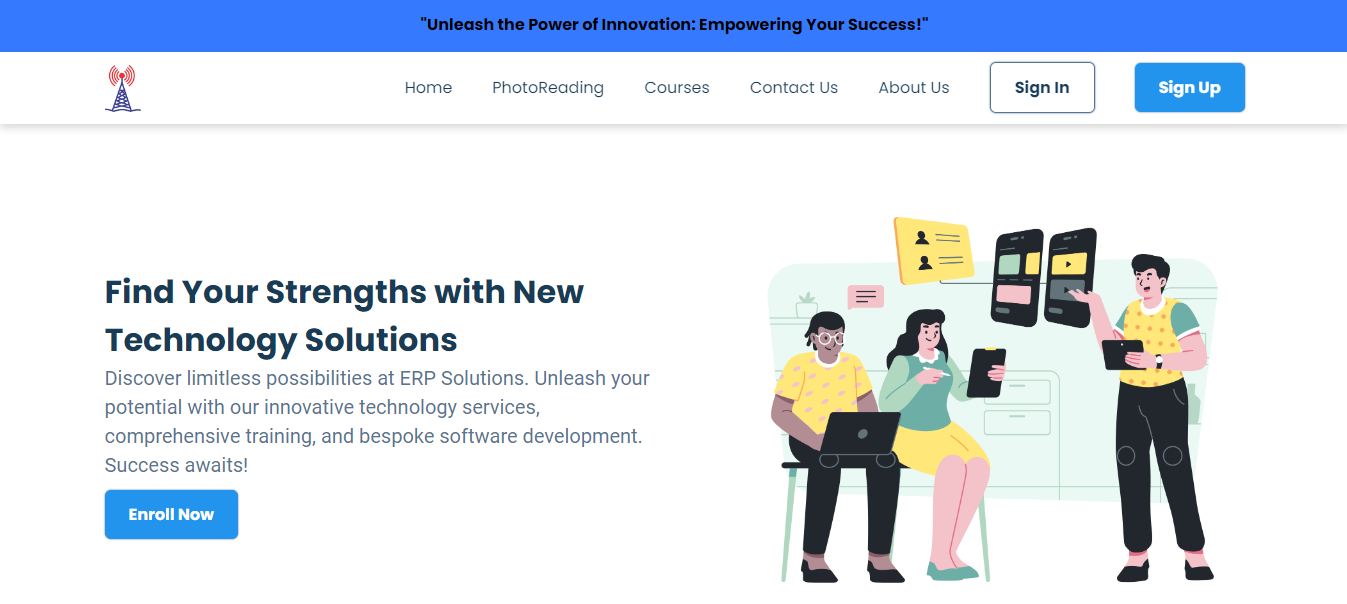 "Unleash the Power of Innovation: Empowering Your Success!"
Home PhotoReading Courses Contact Us About Us Sign In Sign Up
Find Your Strengths with New
Technology Solutions
Discover limitless possibilities at ERP Solutions. Unleash your
potential with our innovative technology services,
comprehensive training, and bespoke software development.
Success awaits!
Enroll Now